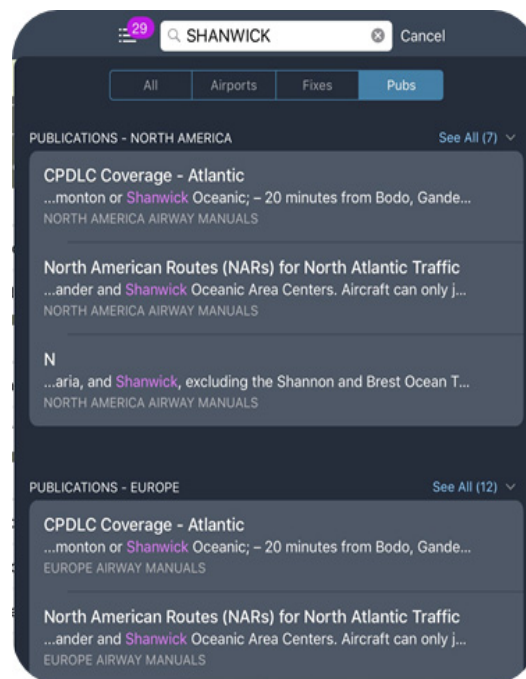 29
SHANWICK
Cancel
All Airports Fixes Pubs
PUBLICATIONS - NORTH AMERICA See All (7)
CPDLC Coverage - Atlantic
...monton or Shanwick Oceanic; – 20 minutes from Bodo, Gande...
NORTH AMERICA AIRWAY MANUALS
North American Routes (NARs) for North Atlantic Traffic
...ander and Shanwick Oceanic Area Centers. Aircraft can only j...
NORTH AMERICA AIRWAY MANUALS
N
...aria, and Shanwick, excluding the Shannon and Brest Ocean T...
NORTH AMERICA AIRWAY MANUALS
PUBLICATIONS - EUROPE See All (12)
CPDLC Coverage - Atlantic
...monton or Shanwick Oceanic; – 20 minutes from Bodo, Gande...
EUROPE AIRWAY MANUALS
North American Routes (NARs) for North Atlantic Traffic
...ander and Shanwick Oceanic Area Centers. Aircraft can only j...
EUROPE AIRWAY MANUALS